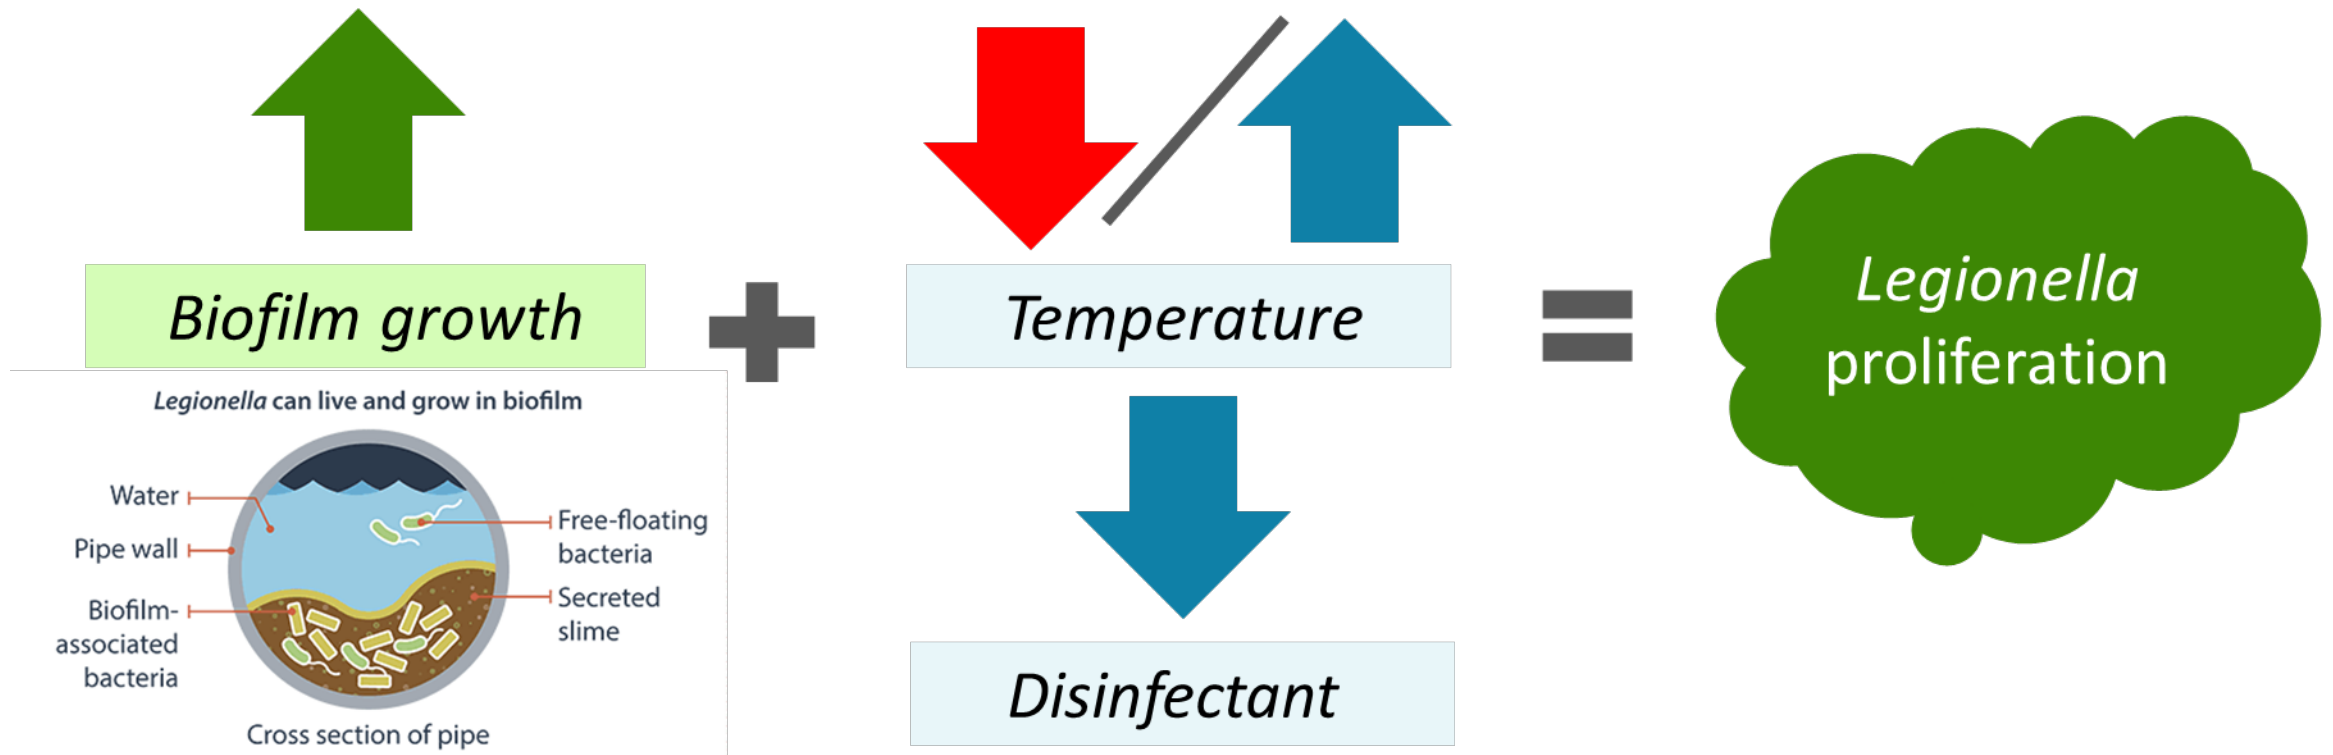 Biofilm growth
Temperature
Legionella
proliferation
Legionella can live and grow in biofilm
Water
Pipe wall
Biofilm-
associated
bacteria
Free-floating
bacteria
Secreted
slime
Cross section of pipe
Disinfectant